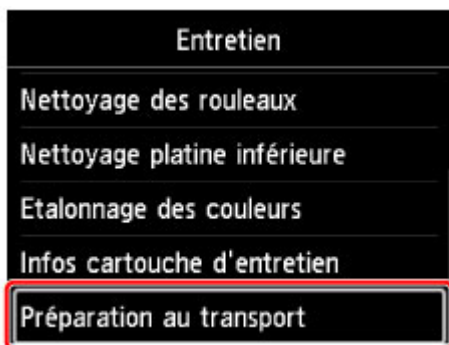 Entretien
Nettoyage des rouleaux
Nettoyage platine inférieure
Etalonnage des couleurs
Infos cartouche d'entretien
Préparation au transport